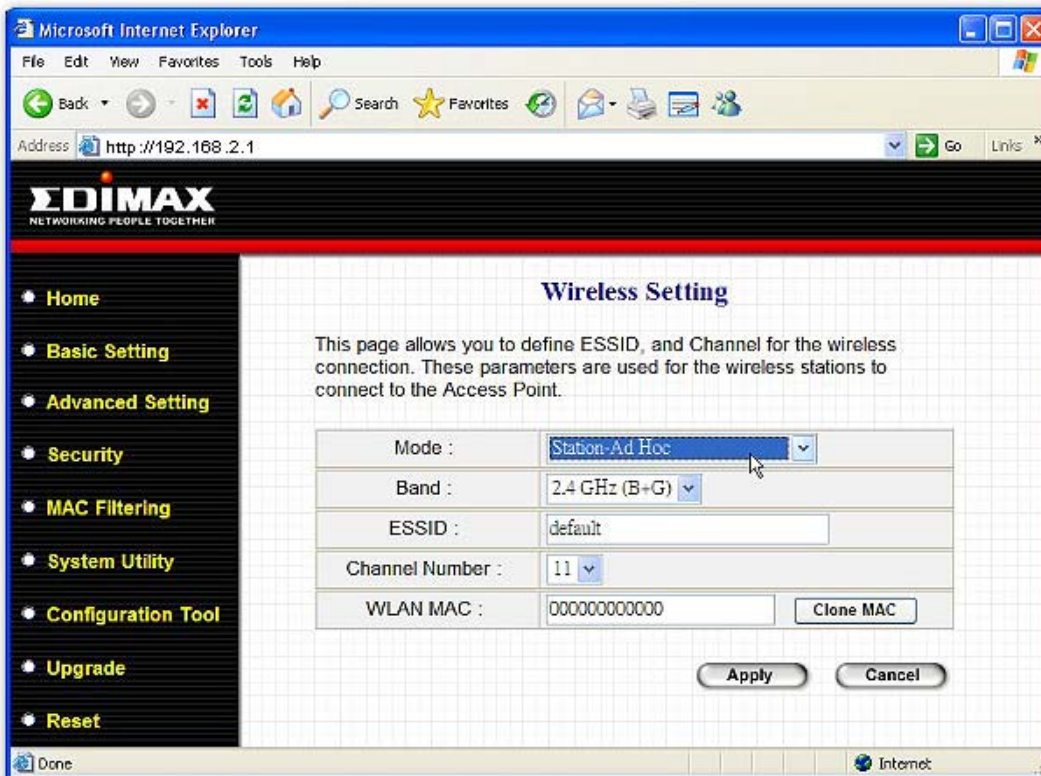 Microsoft Internet Explorer
File Edit View Favorites Tools Help
Back Search Favorites
Address http://192.168.2.1 Go Links »
EDIMAX
NETWORKING PEOPLE TOGETHER
Home
Basic Setting
Advanced Setting
Security
MAC Filtering
System Utility
Configuration Tool
Upgrade
Reset
Wireless Setting
This page allows you to define ESSID, and Channel for the wireless
connection. These parameters are used for the wireless stations to
connect to the Access Point.
Mode : Station-Ad Hoc
Band : 2.4 GHz (B+G)
ESSID : default
Channel Number : 11
WLAN MAC : 000000000000 Clone MAC
Apply Cancel
Done Internet